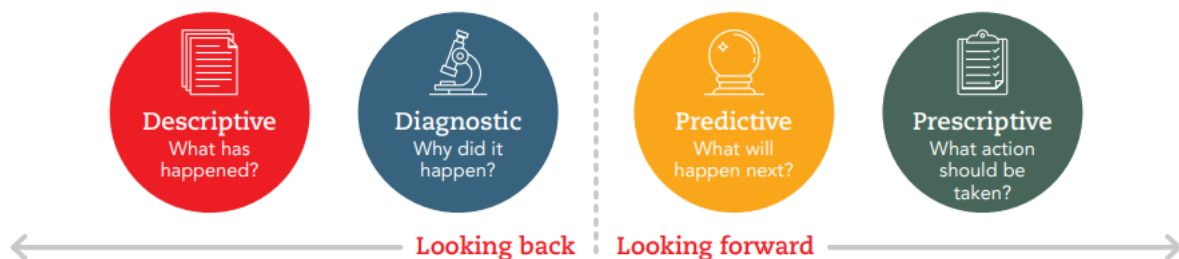 Descriptive
What has
happened?
Diagnostic
Why did it
happen?
Predictive
What will
happen next?
Prescriptive
What action
should be
taken?
Looking back
Looking forward